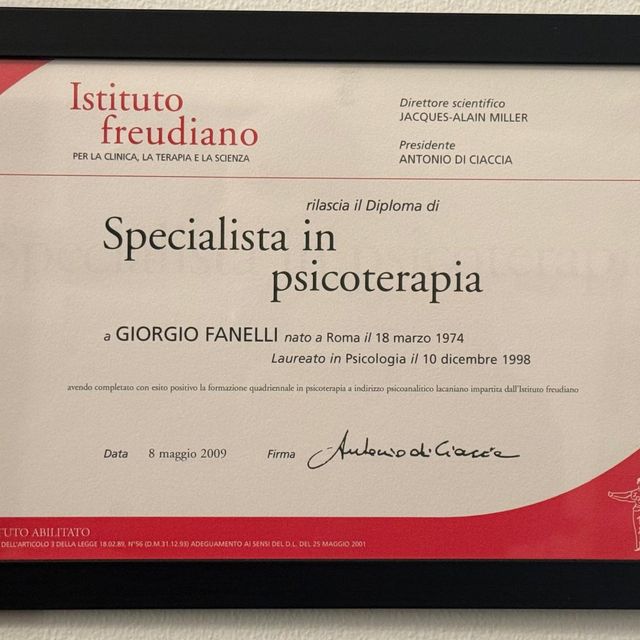 Istituto
freudiano
PER LA CLINICA, LA TERAPIA E LA SCIENZA
Direttore scientifico
JACQUES-ALAIN MILLER
Presidente
ANTONIO DI CIACCIA
rilascia il Diploma di
Specialista in
psicoterapia
a GIORGIO FANELLI nato a Roma il 18 marzo 1974
Laureato in Psicologia il 10 dicembre 1998
avendo completato con esito positivo la formazione quadriennale in psicoterapia a indirizzo psicoanalitico lacaniano impartita dall'Istituto freudiano
Data 8 maggio 2009 Firma Antonio di Ciaccia
TUTO ABILITATO
DELL'ARTICOLO 3 DELLA LEGGE 18.02.89, N°56 (D.M.31.12.93) ADEGUAMENTO AI SENSI DEL D.L. DEL 25 MAGGIO 2001